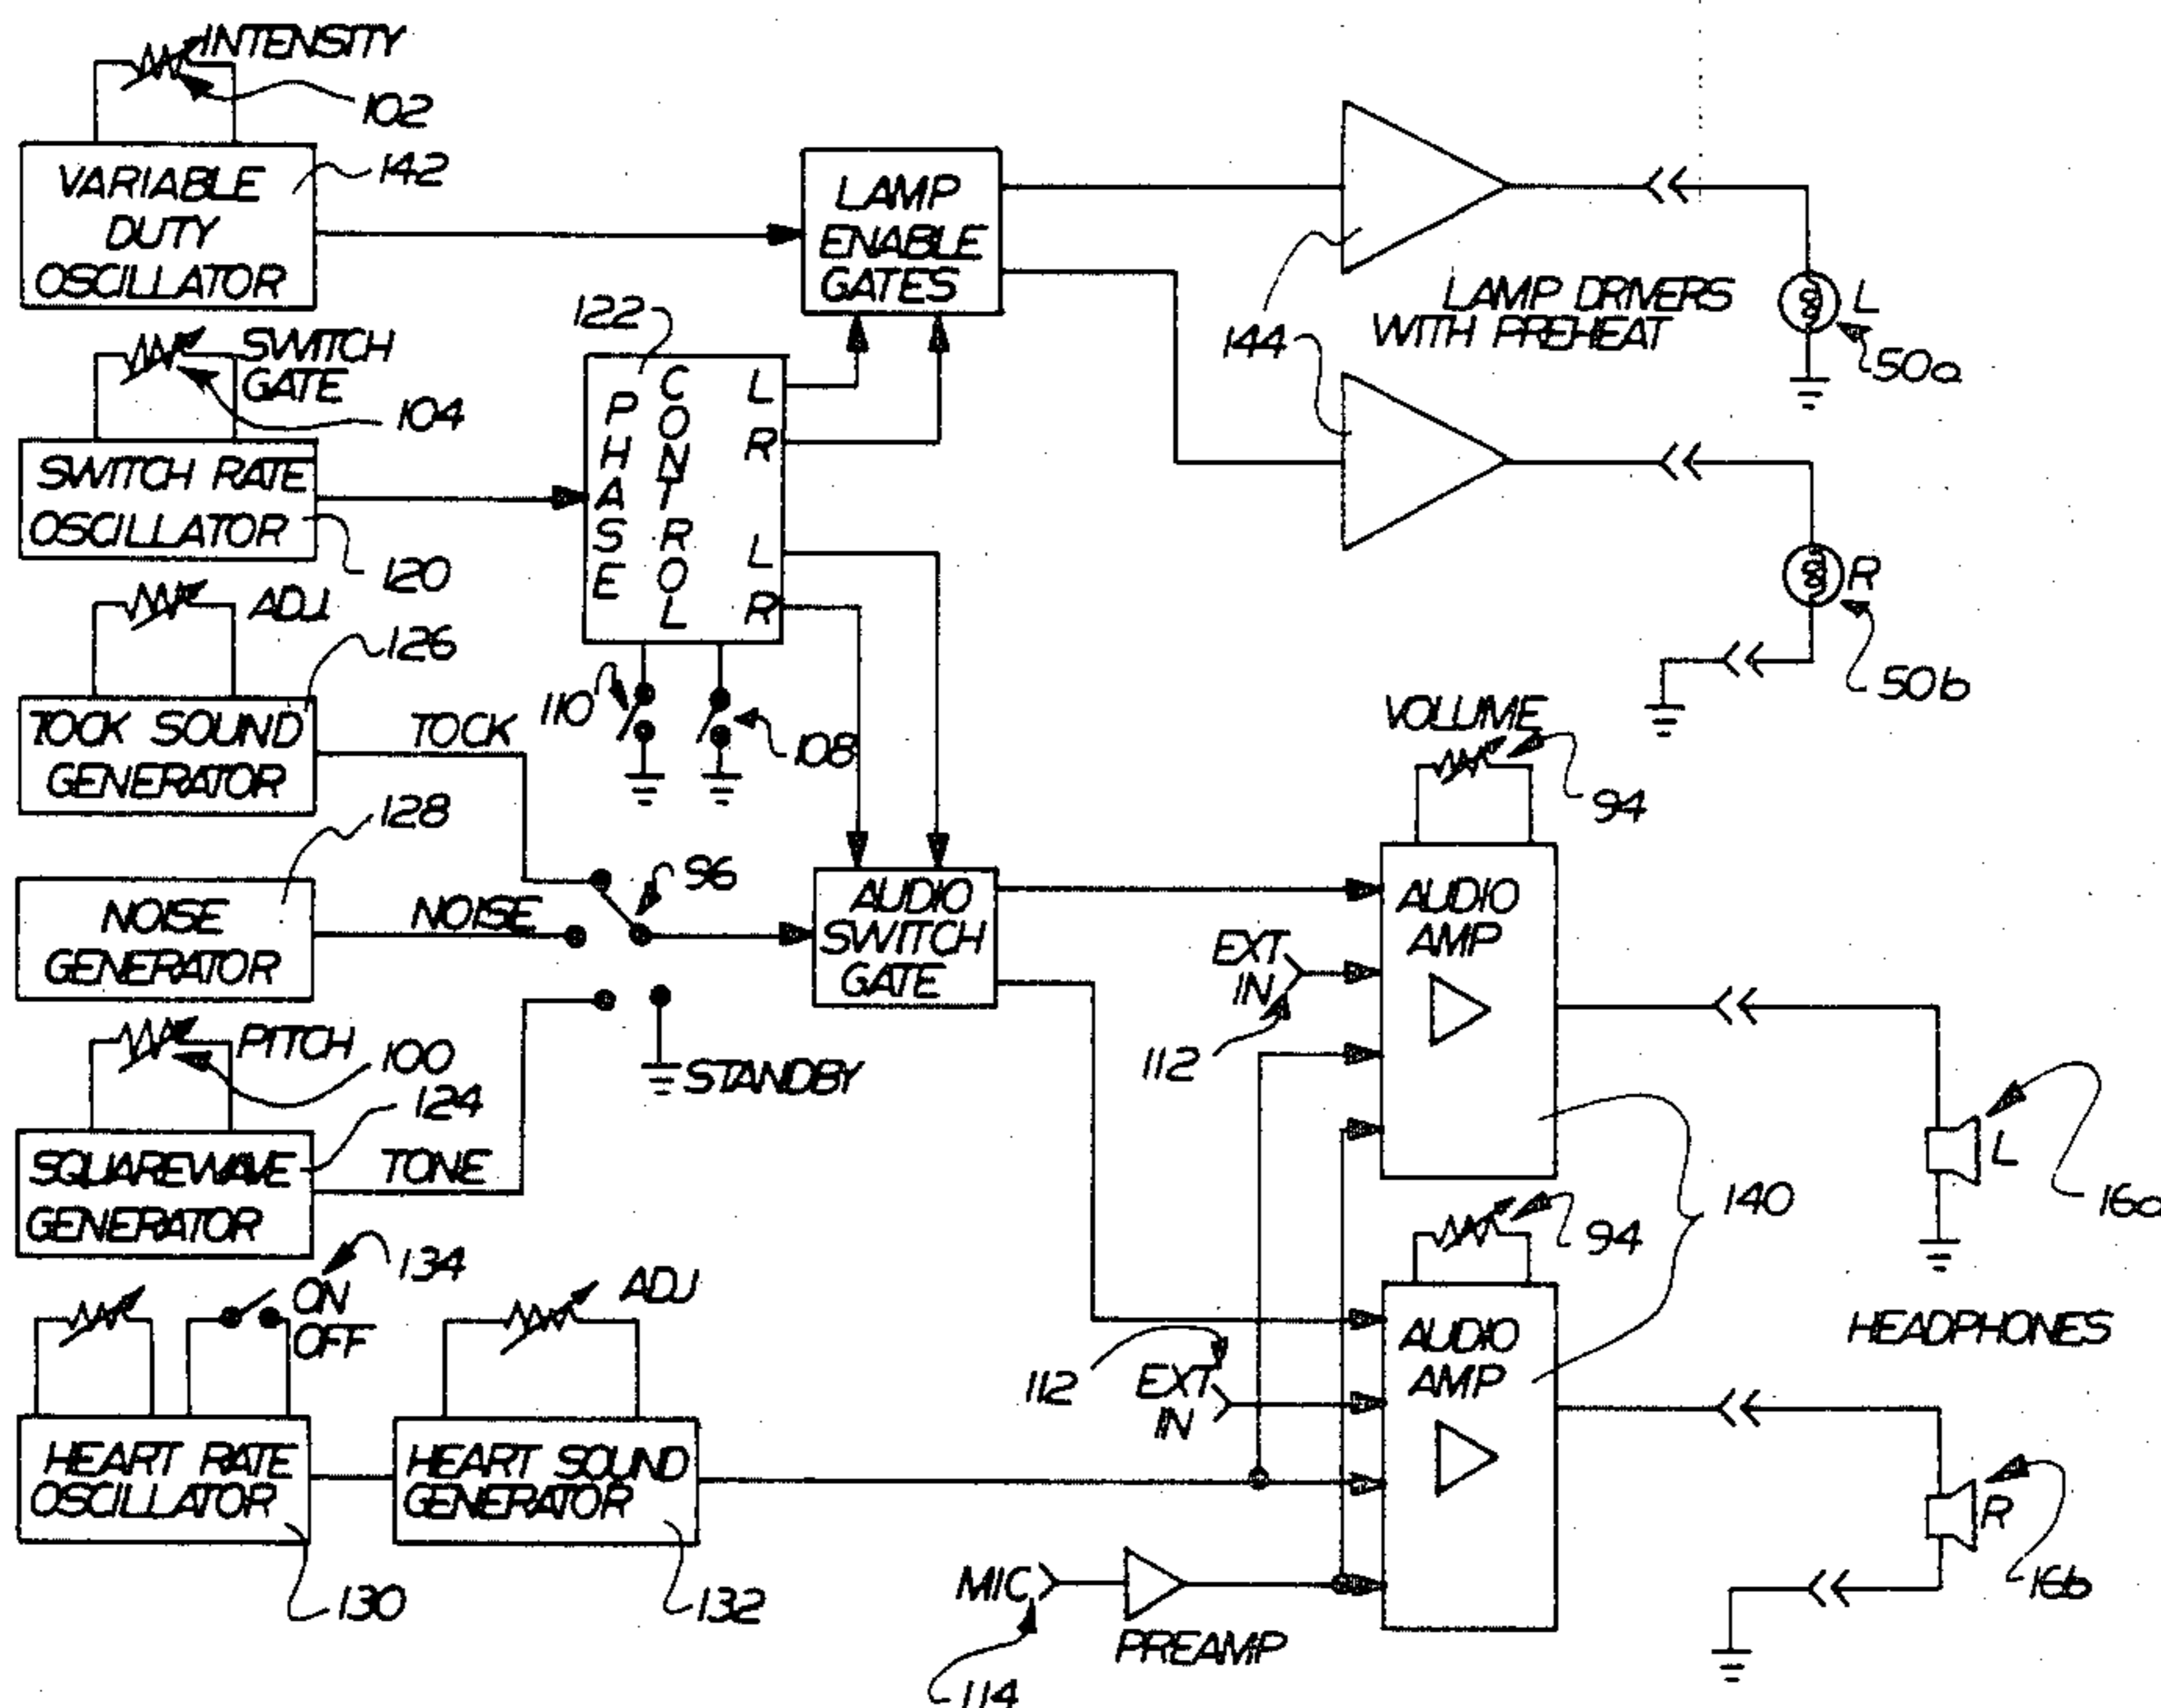 INTENSITY
102
VARIABLE
DUTY
OSCILLATOR
142
LAMP
ENABLE
GATES
144
LAMP DRIVERS
WITH PREHEAT
144
L
50a
SWITCH
GATE
104
SWITCH RATE
OSCILLATOR
120
122
PHASE
CONTROL
L
R
L
R
R
50b
ADJ
126
TOCK SOUND
GENERATOR
TOCK
110
108
128
NOISE
GENERATOR
NOISE
96
AUDIO
SWITCH
GATE
VOLUME
94
AUDIO
AMP
EXT
IN
112
STANDBY
PITCH
100
124
SQUAREWAVE
GENERATOR
TONE
140
L
16a
134
ON
OFF
ADJ
94
AUDIO
AMP
112
EXT
IN
HEADPHONES
HEART RATE
OSCILLATOR
130
HEART SOUND
GENERATOR
132
MIC
114
PREAMP
R
16b